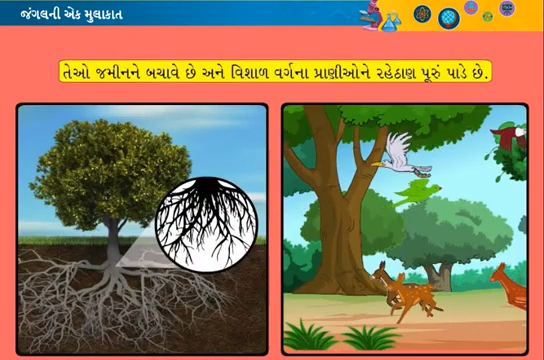 જંગલની એક મુલાકાત
તેઓ જમીનને બચાવે છે અને વિશાળ વર્ગના પ્રાણીઓને રહેઠાણ પૂરું પાડે છે.